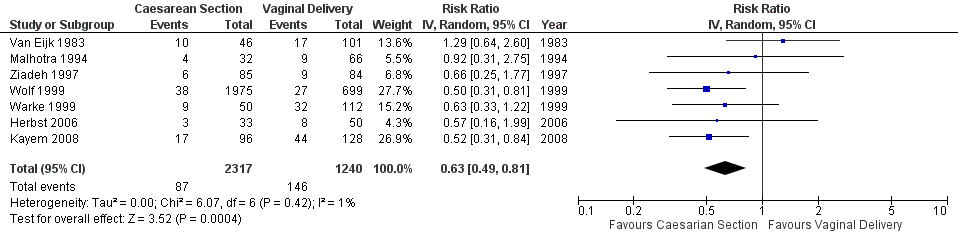 Caesarean Section Vaginal Delivery Risk Ratio Risk Ratio
Study or Subgroup Events Total Events Total Weight IV, Random, 95% CI Year IV, Random, 95% CI
Van Eijk 1983 10 46 17 101 13.6% 1.29 [0.64, 2.60] 1983
Malhotra 1994 4 32 9 66 5.5% 0.92 [0.31, 2.75] 1994
Ziadeh 1997 6 85 9 84 6.7% 0.66 [0.25, 1.77] 1997
Wolf 1999 38 1975 27 699 27.7% 0.50 [0.31, 0.81] 1999
Warke 1999 9 50 32 112 15.2% 0.63 [0.33, 1.22] 1999
Herbst 2006 3 33 8 50 4.3% 0.57 [0.16, 1.99] 2006
Kayem 2008 17 96 44 128 26.9% 0.52 [0.31, 0.84] 2008
Total (95% CI) 2317 1240 100.0% 0.63 [0.49, 0.81]
Total events 87 146
Heterogeneity: Tau² = 0.00; Chi² = 6.07, df = 6 (P = 0.42); I² = 1%
Test for overall effect: Z = 3.52 (P = 0.0004)
0.1 0.2 0.5 1 2 5 10
Favours Caesarian Section Favours Vaginal Delivery